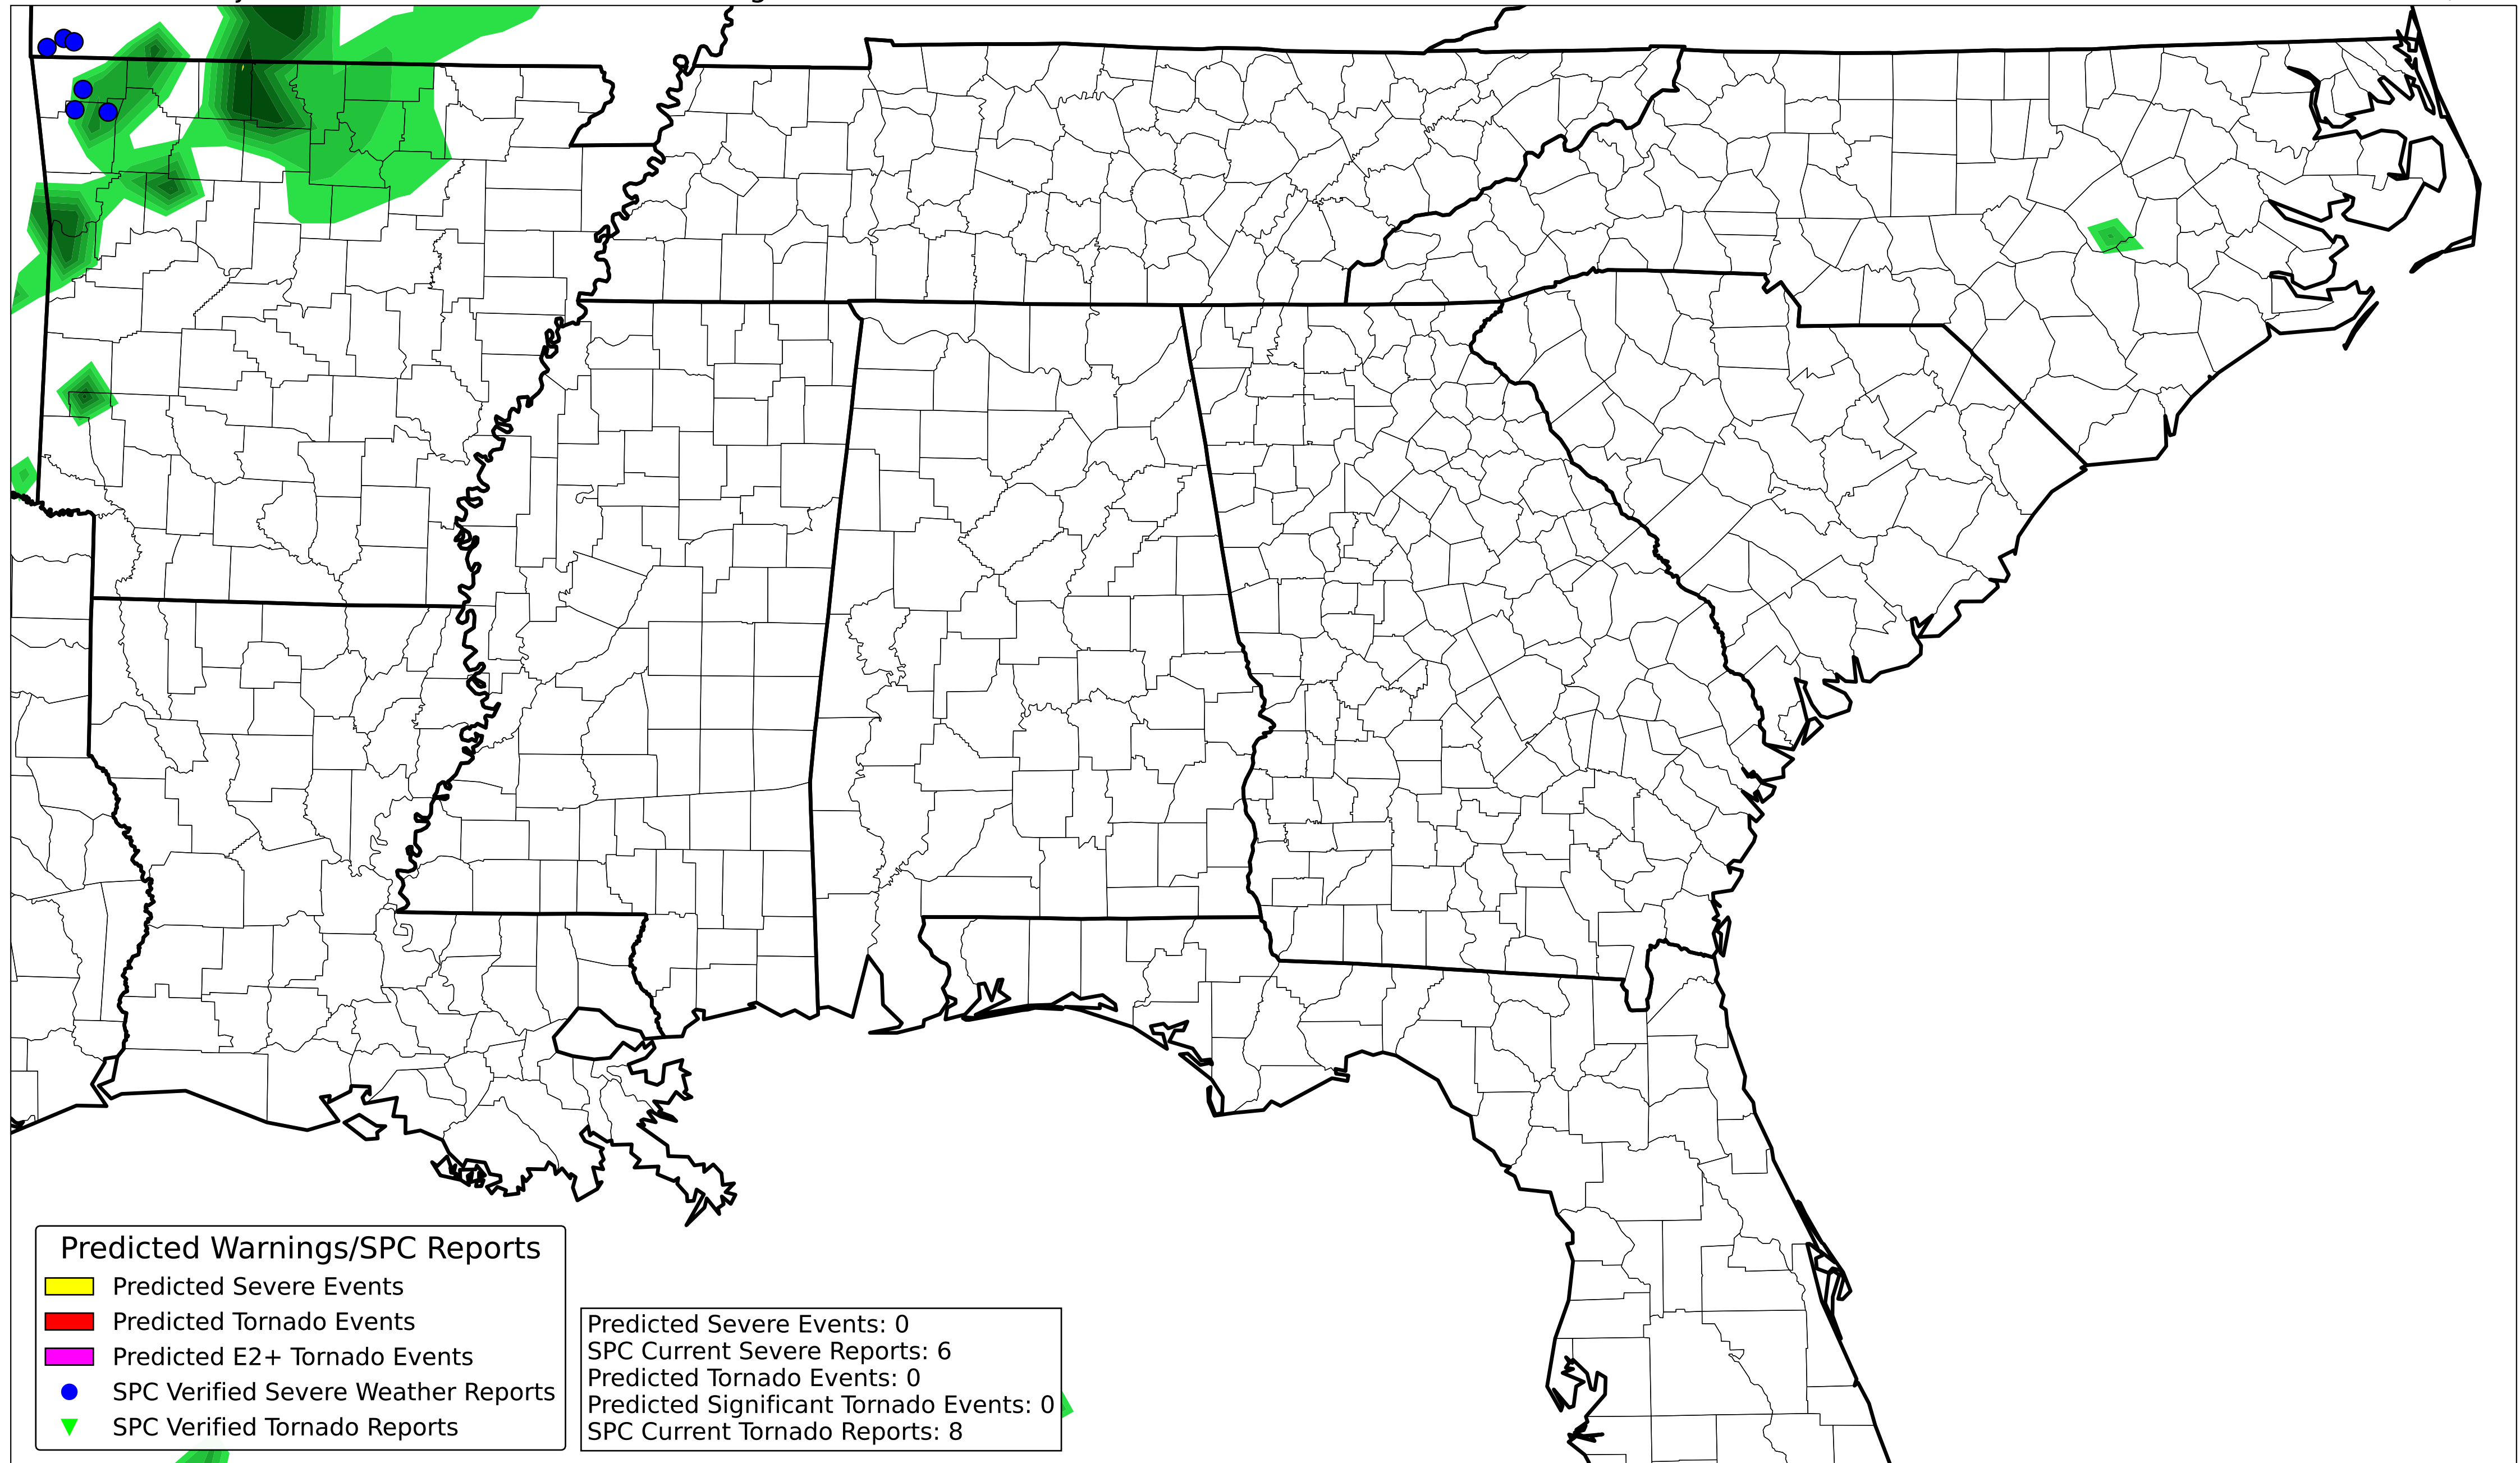 Predicted Warnings/SPC Reports
Predicted Severe Events
Predicted Tornado Events
Predicted E2+ Tornado Events
SPC Verified Severe Weather Reports
SPC Verified Tornado Reports
Predicted Severe Events: 0
SPC Current Severe Reports: 6
Predicted Tornado Events: 0
Predicted Significant Tornado Events: 0
SPC Current Tornado Reports: 8